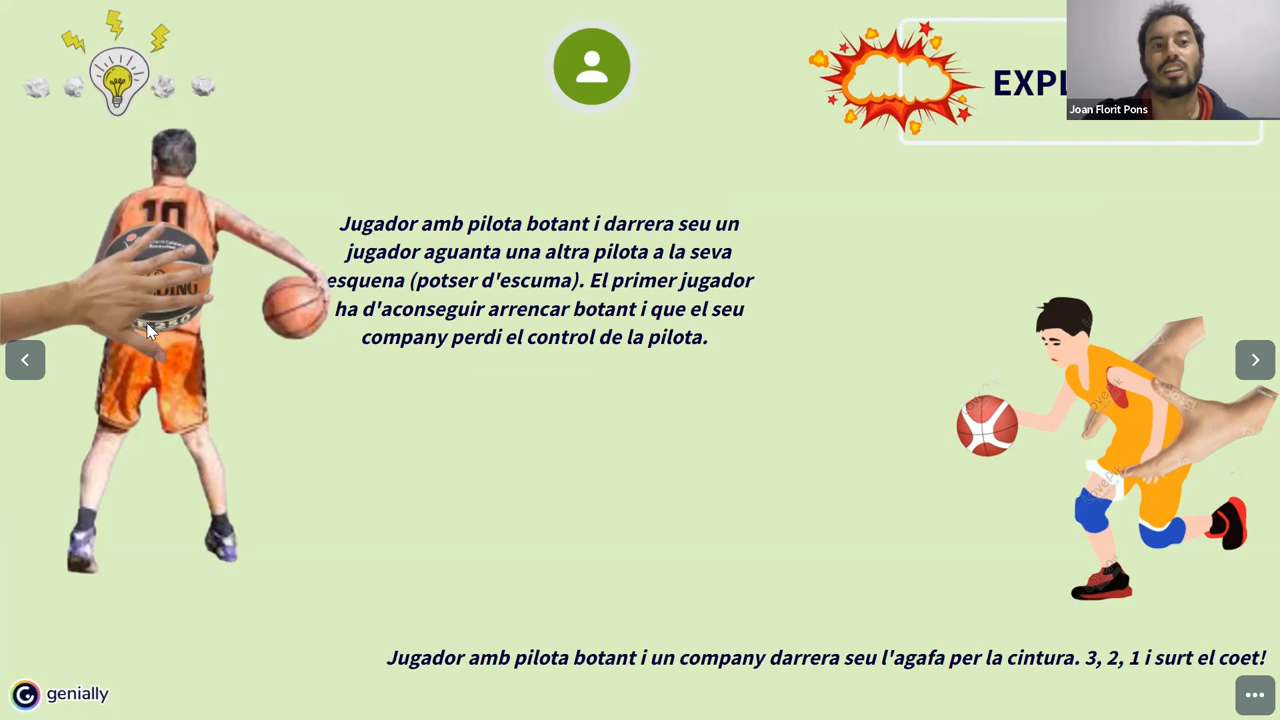 EXPL
Joan Florit Pons
10
Jugador amb pilota botant i darrera seu un
jugador aguanta una altra pilota a la seva
esquena (potser d'escuma). El primer jugador
ha d'aconseguir arrencar botant i que el seu
company perdi el control de la pilota.
Jugador amb pilota botant i un company darrera seu l'agafa per la cintura. 3, 2, 1 i surt el coet!
genially